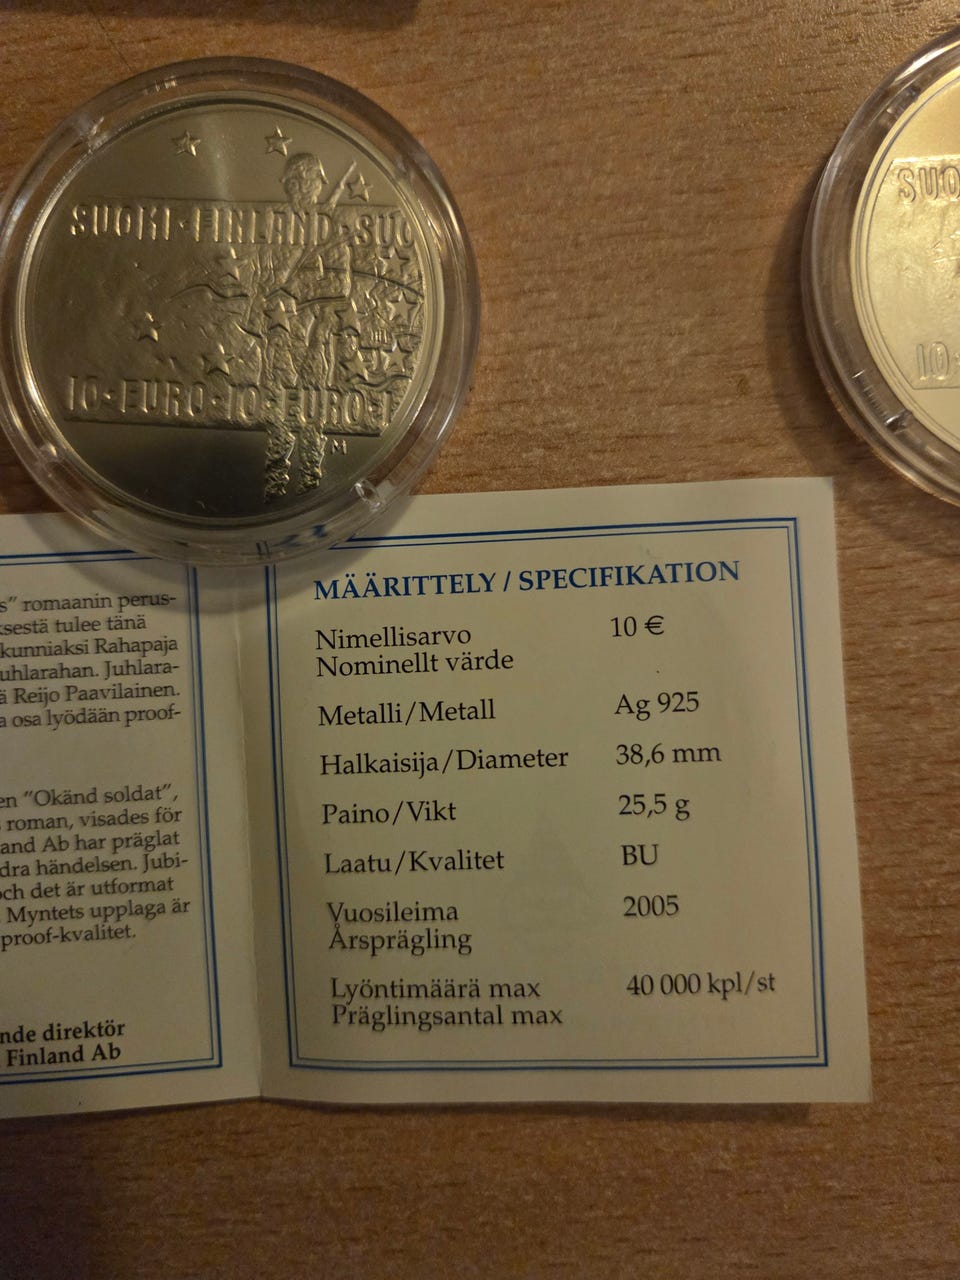 SUOMI·FINLAND·SUO
10·EURO·10·EURO·1
M
SUO
10·
s" romaanin perus-
sestä tulee tänä
kunniaksi Rahapaja
uhlarahan. Juhlara-
ä Reijo Paavilainen.
a osa lyödään proof-
en "Okänd soldat",
roman, visades för
and Ab har präglat
dra händelsen. Jubi-
och det är utformat
Myntets upplaga är
proof-kvalitet.
nde direktör
Finland Ab
MÄÄRITTELY / SPECIFIKATION
Nimellisarvo 10 €
Nominellt värde
Metalli/Metall Ag 925
Halkaisija/Diameter 38,6 mm
Paino/Vikt 25,5 g
Laatu/Kvalitet BU
Vuosileima 2005
Årsprägling
Lyöntimäärä max 40 000 kpl/st
Präglingsantal max